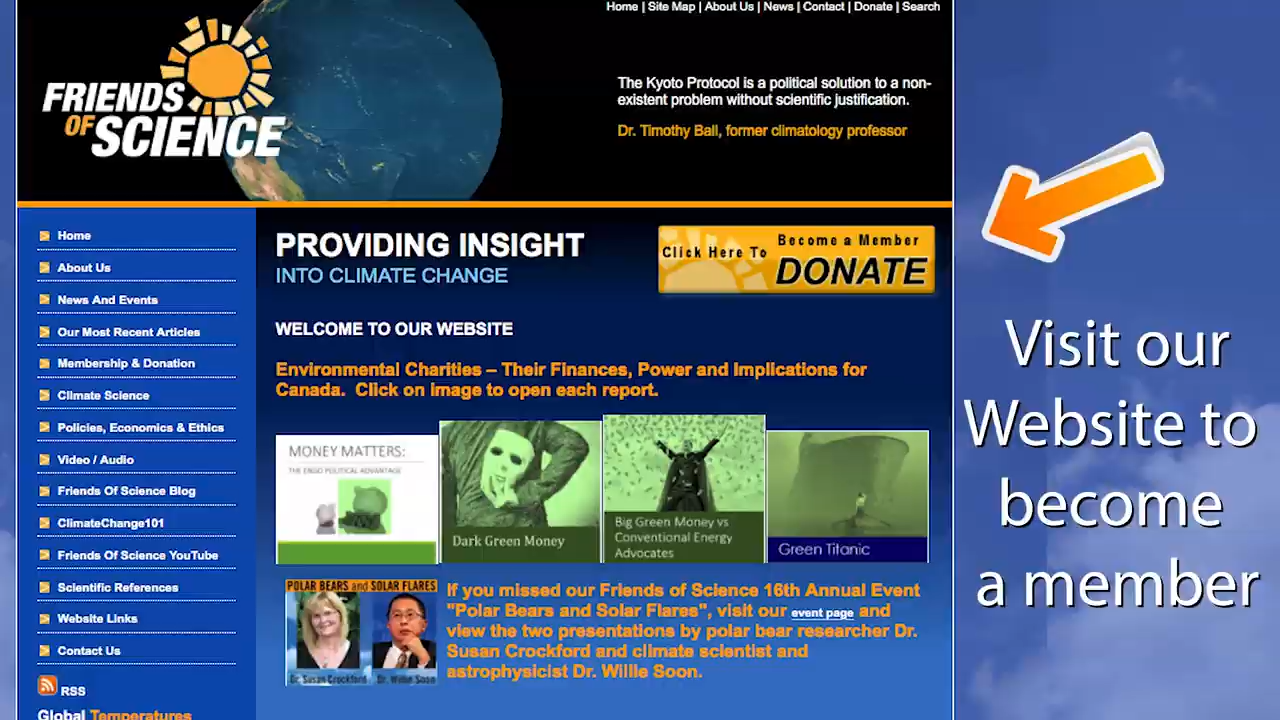 Home | Site Map | About Us | News | Contact | Donate | Search
FRIENDS
OF SCIENCE
The Kyoto Protocol is a political solution to a non-
existent problem without scientific justification.
Dr. Timothy Ball, former climatology professor
Home
About Us
News And Events
Our Most Recent Articles
Membership & Donation
Climate Science
Policies, Economics & Ethics
Video / Audio
Friends Of Science Blog
ClimateChange101
Friends Of Science YouTube
Scientific References
Website Links
Contact Us
RSS
Global Temperatures
PROVIDING INSIGHT
INTO CLIMATE CHANGE
Click Here To
Become a Member
DONATE
WELCOME TO OUR WEBSITE
Environmental Charities – Their Finances, Power and Implications for
Canada.  Click on image to open each report.
MONEY MATTERS:
THE ENGO POLITICAL ADVANTAGE
Dark Green Money
Big Green Money vs
Conventional Energy
Advocates
Green Titanic
POLAR BEARS and SOLAR FLARES
Dr. Susan Crockford
Dr. Willie Soon
If you missed our Friends of Science 16th Annual Event
"Polar Bears and Solar Flares", visit our event page and
view the two presentations by polar bear researcher Dr.
Susan Crockford and climate scientist and
astrophysicist Dr. Willie Soon.
Visit our
Website to
become
a member